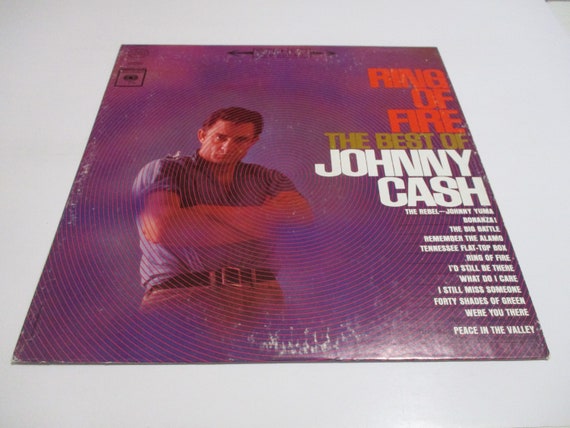 RING
OF
FIRE
THE BEST OF
JOHNNY
CASH
THE REBEL—JOHNNY YUMA
BONANZA!
THE BIG BATTLE
REMEMBER THE ALAMO
TENNESSEE FLAT-TOP BOX
RING OF FIRE
I'D STILL BE THERE
WHAT DO I CARE
I STILL MISS SOMEONE
FORTY SHADES OF GREEN
WERE YOU THERE
PEACE IN THE VALLEY